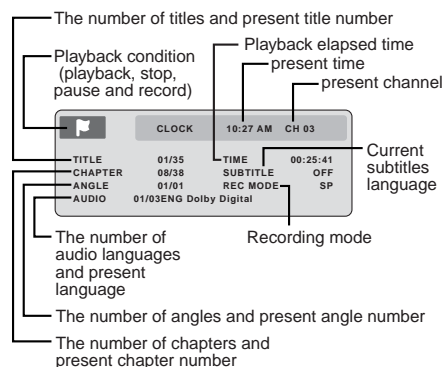 The number of titles and present title number
Playback condition
(playback, stop,
pause and record)
Playback elapsed time
present time
present channel
CLOCK 10:27 AM CH 03
TITLE 01/35 TIME 00:25:41
CHAPTER 08/38 SUBTITLE OFF
ANGLE 01/01 REC MODE SP
AUDIO 01/03ENG Dolby Digital
Current
subtitles
language
The number of
audio languages
and present
language
Recording mode
The number of angles and present angle number
The number of chapters and
present chapter number